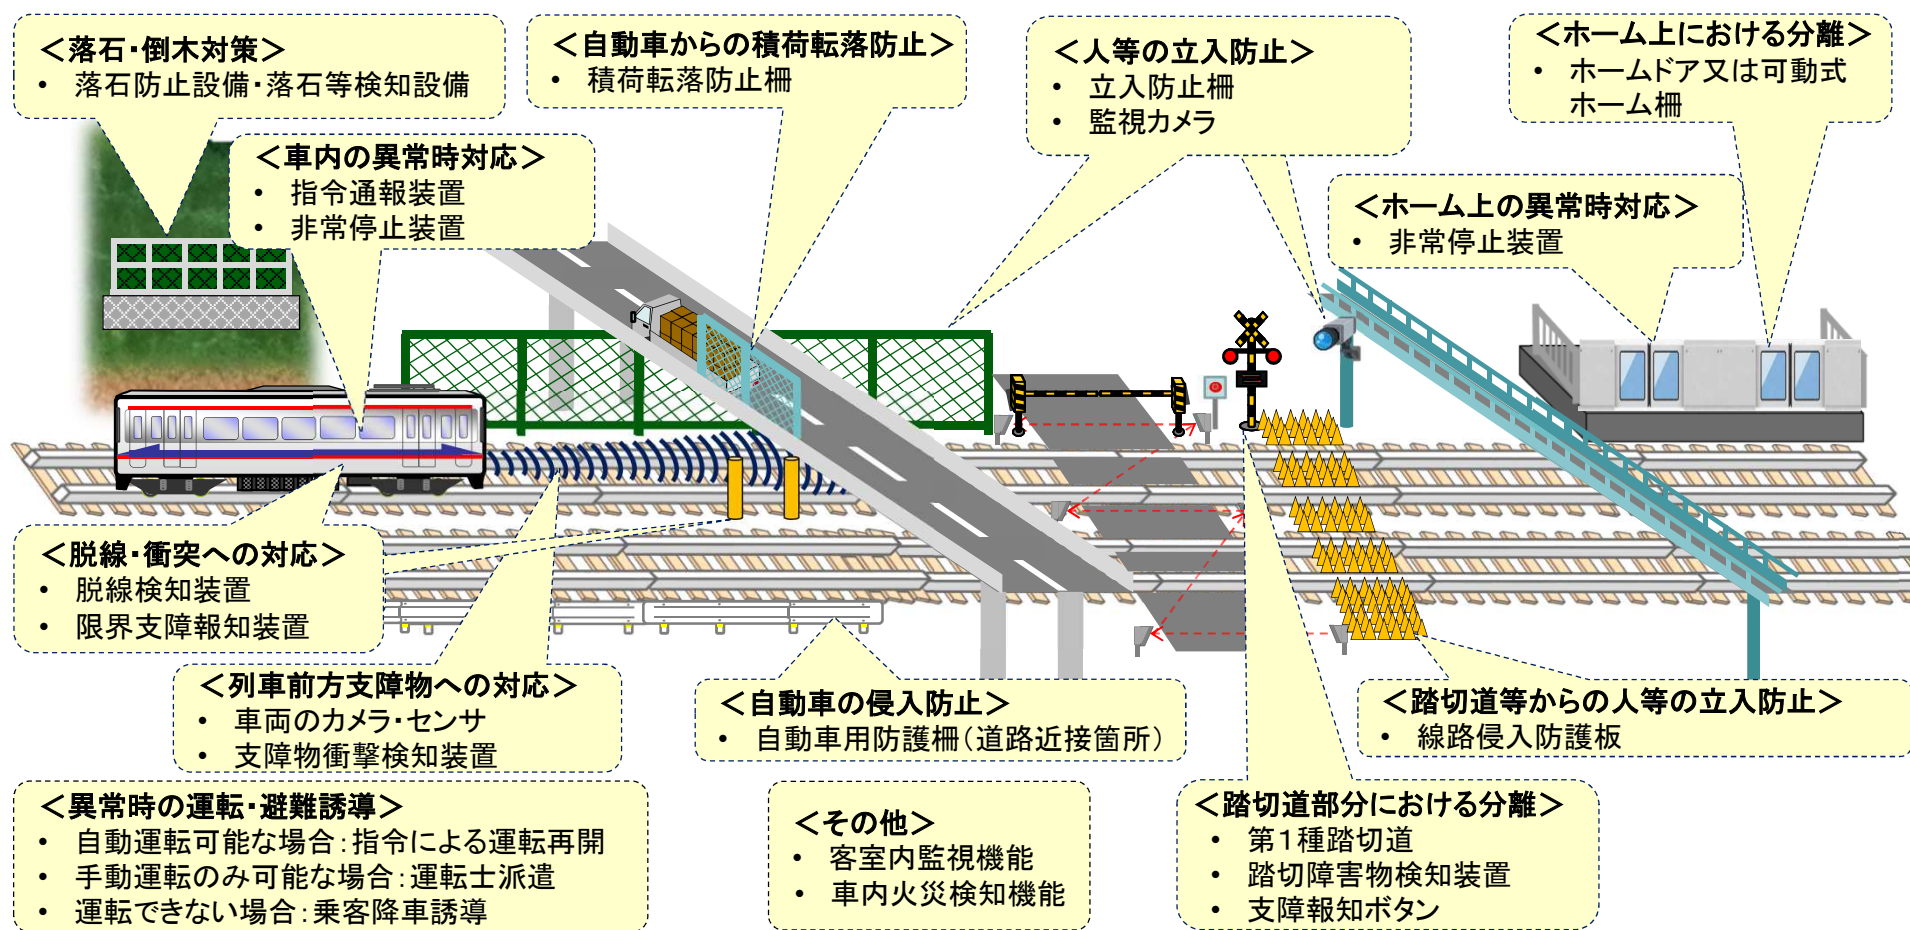 ＜落石・倒木対策＞
• 落石防止設備・落石等検知設備
＜自動車からの積荷転落防止＞
• 積荷転落防止柵
＜人等の立入防止＞
• 立入防止柵
• 監視カメラ
＜ホーム上における分離＞
• ホームドア又は可動式
ホーム柵
＜車内の異常時対応＞
• 指令通報装置
• 非常停止装置
＜ホーム上の異常時対応＞
• 非常停止装置
＜脱線・衝突への対応＞
• 脱線検知装置
• 限界支障報知装置
＜列車前方支障物への対応＞
• 車両のカメラ・センサ
• 支障物衝撃検知装置
＜自動車の侵入防止＞
• 自動車用防護柵（道路近接箇所）
＜踏切道等からの人等の立入防止＞
• 線路侵入防護板
＜異常時の運転・避難誘導＞
• 自動運転可能な場合：指令による運転再開
• 手動運転のみ可能な場合：運転士派遣
• 運転できない場合：乗客降車誘導
＜その他＞
• 客室内監視機能
• 車内火災検知機能
＜踏切道部分における分離＞
• 第１種踏切道
• 踏切障害物検知装置
• 支障報知ボタン